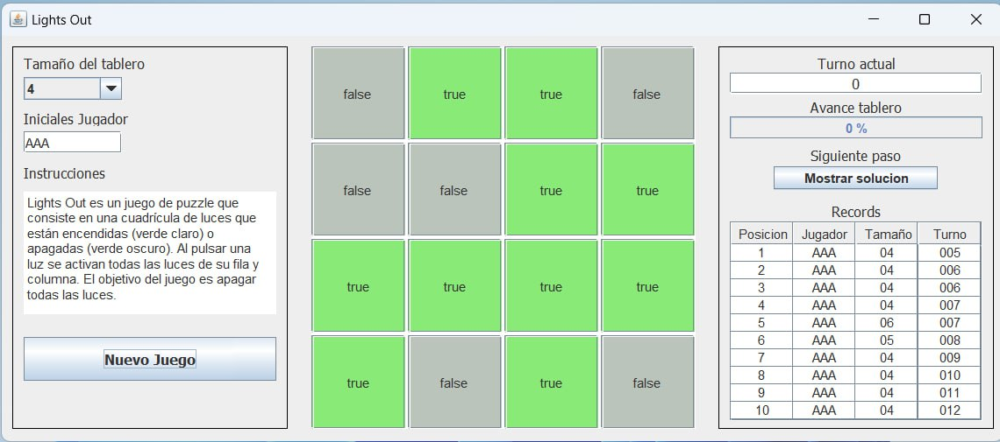 Lights Out
Tamaño del tablero
4
Iniciales Jugador
AAA
Instrucciones
Lights Out es un juego de puzzle que
consiste en una cuadrícula de luces que
están encendidas (verde claro) o
apagadas (verde oscuro). Al pulsar una
luz se activan todas las luces de su fila y
columna. El objetivo del juego es apagar
todas las luces.
Nuevo Juego
false true true false
false false true true
true true true true
true false true false
Turno actual
0
Avance tablero
0 %
Siguiente paso
Mostrar solucion
Records
Posicion Jugador Tamaño Turno
1 AAA 04 005
2 AAA 04 006
3 AAA 04 006
4 AAA 04 007
5 AAA 06 007
6 AAA 05 008
7 AAA 04 009
8 AAA 04 010
9 AAA 04 011
10 AAA 04 012